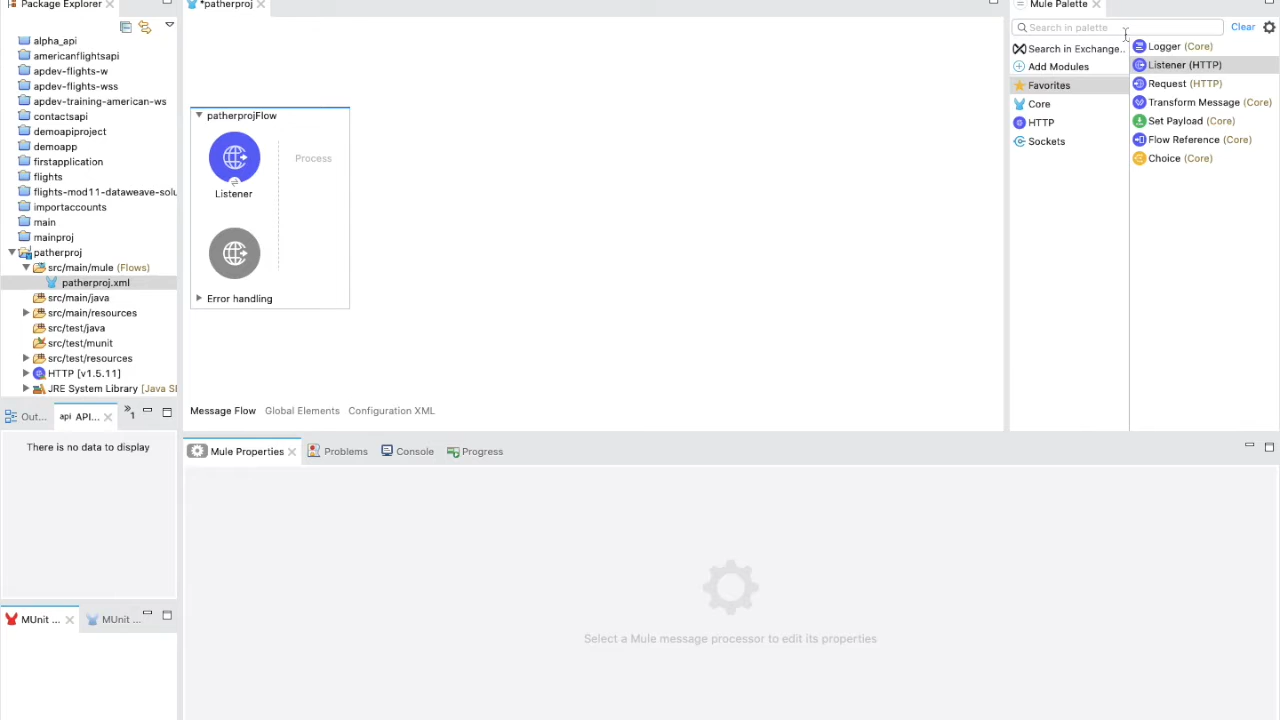 Package Explorer
alpha_api
americanflightsapi
apdev-flights-w
apdev-flights-wss
apdev-training-american-ws
contactsapi
demoapiproject
demoapp
firstapplication
flights
flights-mod11-dataweave-solu
importaccounts
main
mainproj
patherproj
src/main/mule (Flows)
patherproj.xml
src/main/java
src/main/resources
src/test/java
src/test/munit
src/test/resources
HTTP [v1.5.11]
JRE System Library [Java SE
Out...
api API...
»1
There is no data to display
MUnit ...
MUnit ...
*patherproj
patherprojFlow
Listener
Process
Error handling
Message Flow
Global Elements
Configuration XML
Mule Palette
Search in palette
Clear
Search in Exchange..
Add Modules
Favorites
Core
HTTP
Sockets
Logger (Core)
Listener (HTTP)
Request (HTTP)
Transform Message (Core)
Set Payload (Core)
Flow Reference (Core)
Choice (Core)
Mule Properties
Problems
Console
Progress
Select a Mule message processor to edit its properties